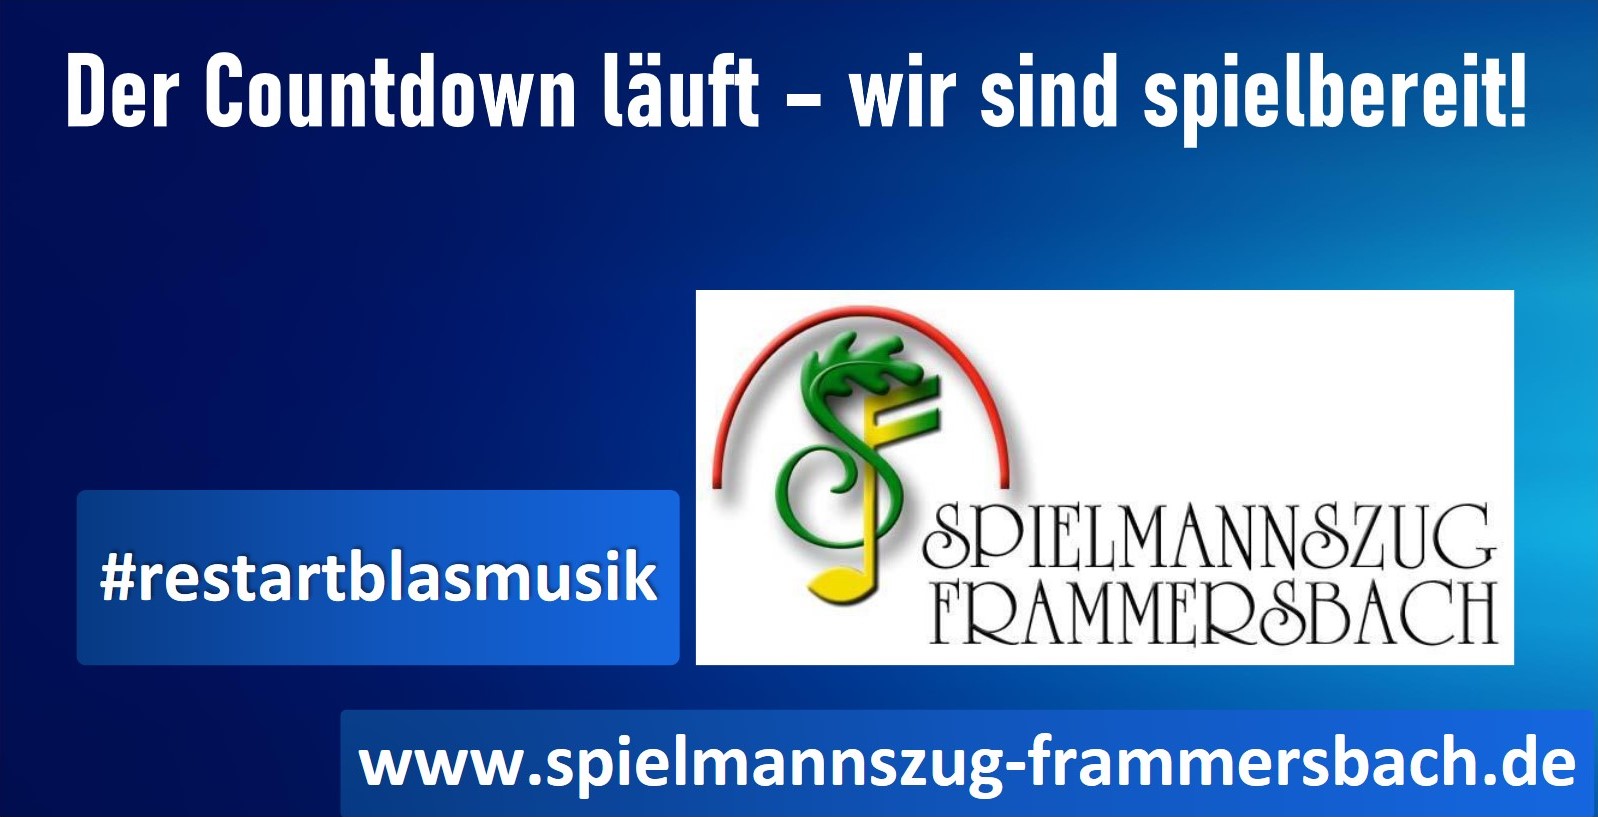 Der Countdown läuft – wir sind spielbereit!
SPIELMANNSZUG
FRAMMERSBACH
#restartblasmusik
www.spielmannszug-frammersbach.de